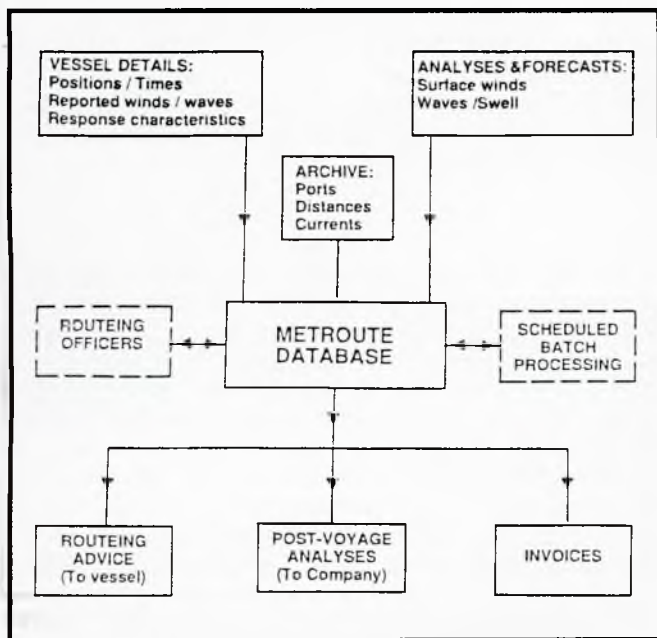 VESSEL DETAILS:
Positions / Times
Reported winds / waves
Response characteristics
ANALYSES & FORECASTS:
Surface winds
Waves /Swell
ARCHIVE:
Ports
Distances
Currents
ROUTEING
OFFICERS
METROUTE
DATABASE
SCHEDULED
BATCH
PROCESSING
ROUTEING
ADVICE
(To vessel)
POST-VOYAGE
ANALYSES
(To Company)
INVOICES